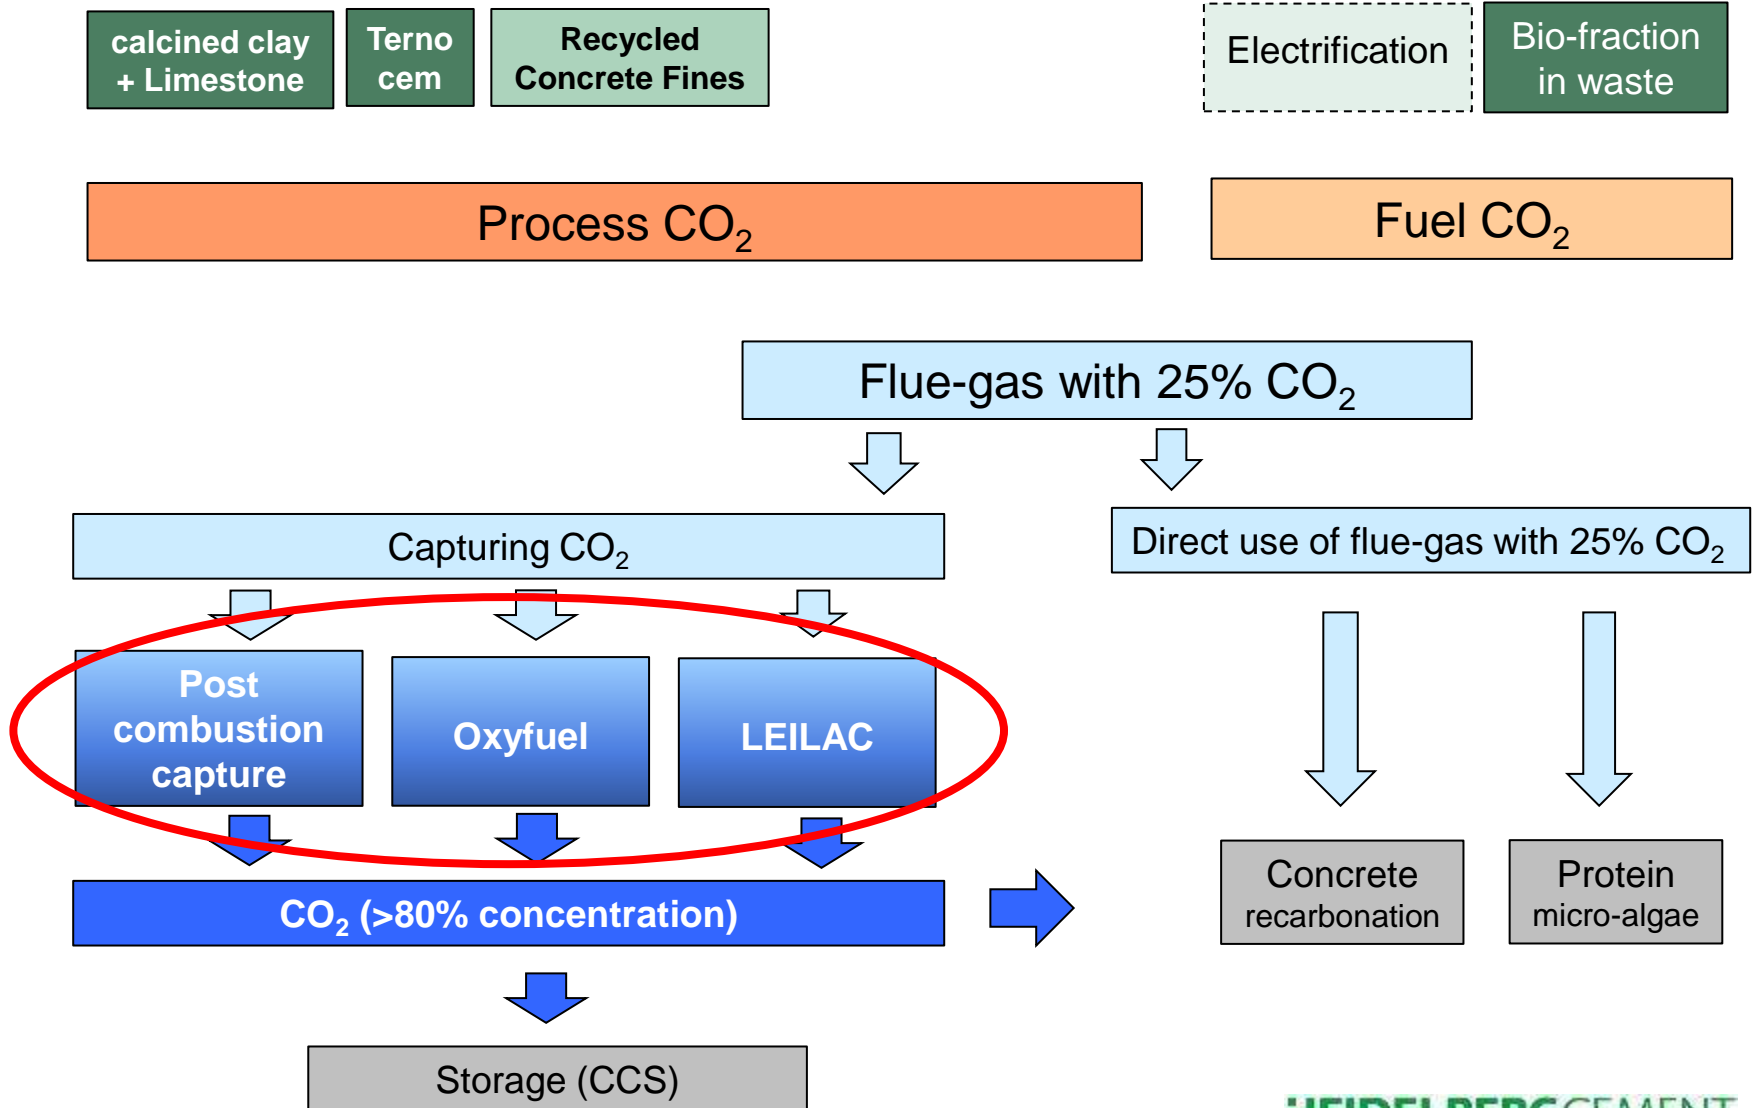 calcined clay
+ Limestone
Terno
cem
Recycled
Concrete Fines
Electrification
Bio-fraction
in waste
Process CO₂
Fuel CO₂
Flue-gas with 25% CO₂
Capturing CO₂
Direct use of flue-gas with 25% CO₂
Post
combustion
capture
Oxyfuel
LEILAC
CO₂ (>80% concentration)
Concrete
recarbonation
Protein
micro-algae
Storage (CCS)
HEIDELBERGCEMENT